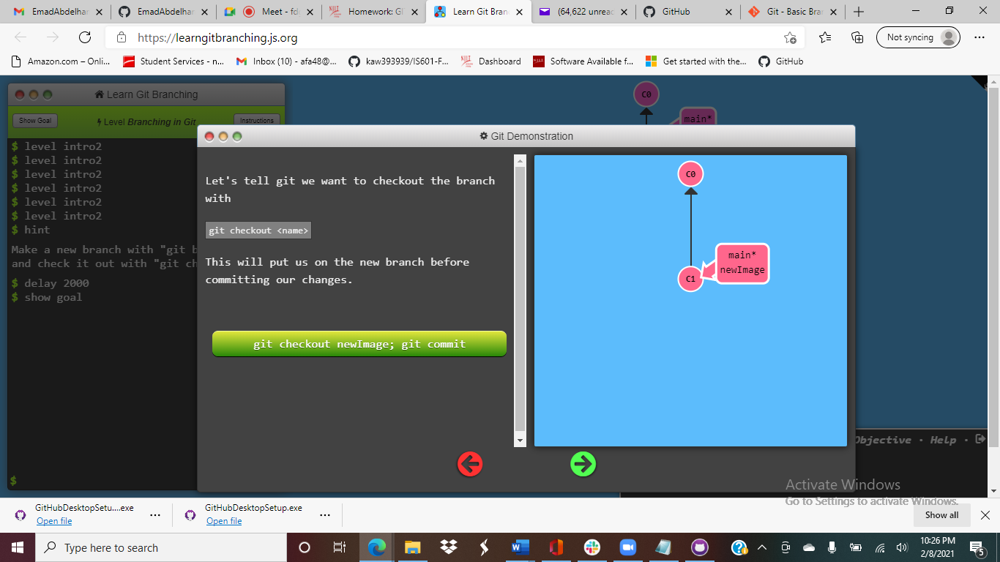 EmadAbdelhar
EmadAbdelhar
Meet - fd
Homework: G
Learn Git Bran
(64,622 unrea
GitHub
Git - Basic Bra
https://learngitbranching.js.org
Not syncing
Amazon.com – Onli...
Student Services - n...
Inbox (10) - afa48@...
kaw393939/IS601-F...
Dashboard
Software Available f...
Get started with the...
GitHub
Learn Git Branching
Show Goal
Level Branching in Git
Instructions
$ level intro2
$ level intro2
$ level intro2
$ level intro2
$ level intro2
$ level intro2
$ hint
Make a new branch with "git b
and check it out with "git ch
$ delay 2000
$ show goal
$
C0
main*
Git Demonstration
Let's tell git we want to checkout the branch
with
git checkout <name>
This will put us on the new branch before
committing our changes.
git checkout newImage; git commit
C0
main*
newImage
C1
Objective · Help ·
Activate Windows
Go to Settings to activate Windows.
GitHubDesktopSetu....exe
Open file
GitHubDesktopSetup.exe
Open file
Show all
Type here to search
10:26 PM
2/8/2021
5